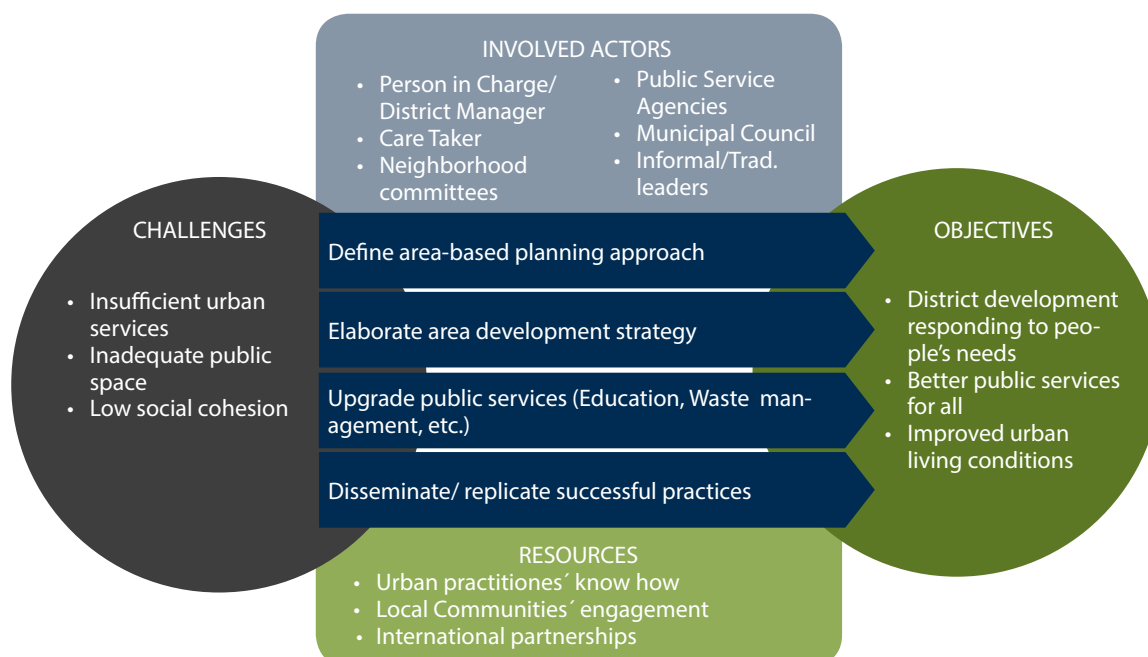 INVOLVED ACTORS
• Person in Charge/
District Manager
• Care Taker
• Neighborhood
committees
• Public Service
Agencies
• Municipal Council
• Informal/Trad.
leaders
CHALLENGES
• Insufficient urban
services
• Inadequate public
space
• Low social cohesion
Define area-based planning approach
Elaborate area development strategy
Upgrade public services (Education, Waste man-
agement, etc.)
Disseminate/ replicate successful practices
OBJECTIVES
• District development
responding to peo-
ple's needs
• Better public services
for all
• Improved urban
living conditions
RESOURCES
• Urban practitiones´ know how
• Local Communities´ engagement
• International partnerships